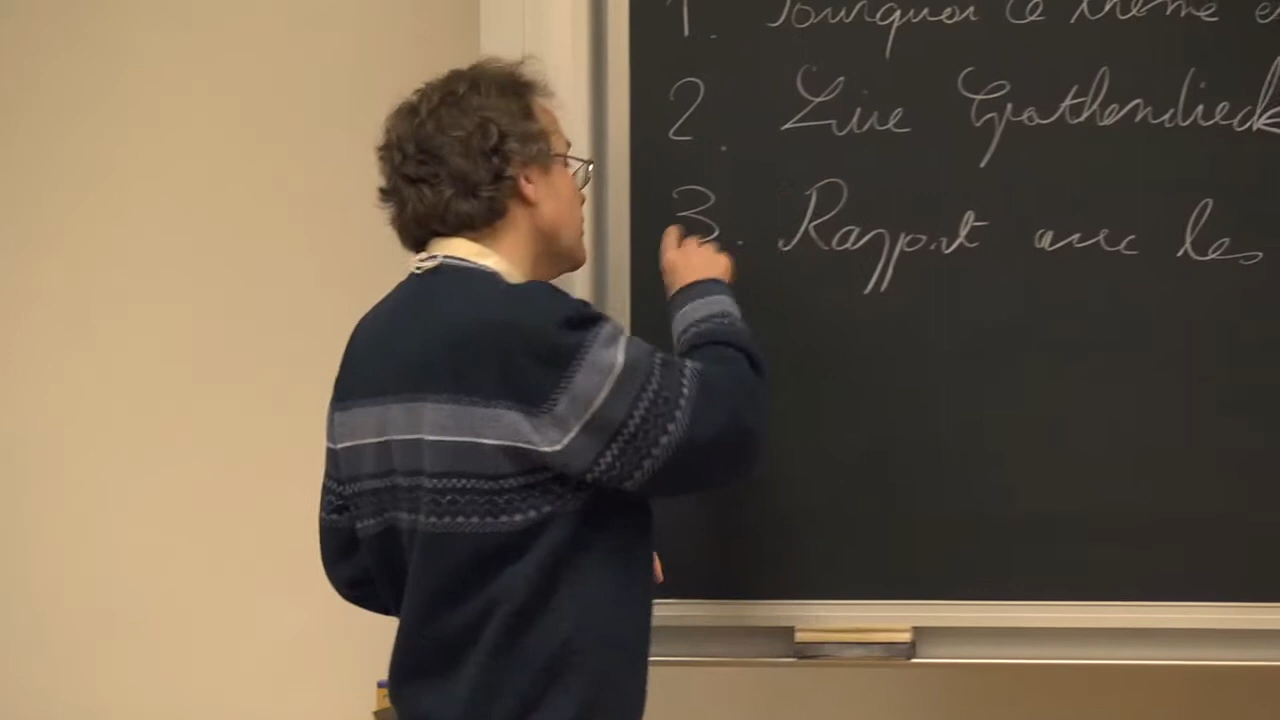 1. Pourquoi ce thème
2. Lire Grothendieck
3. Rapport avec les